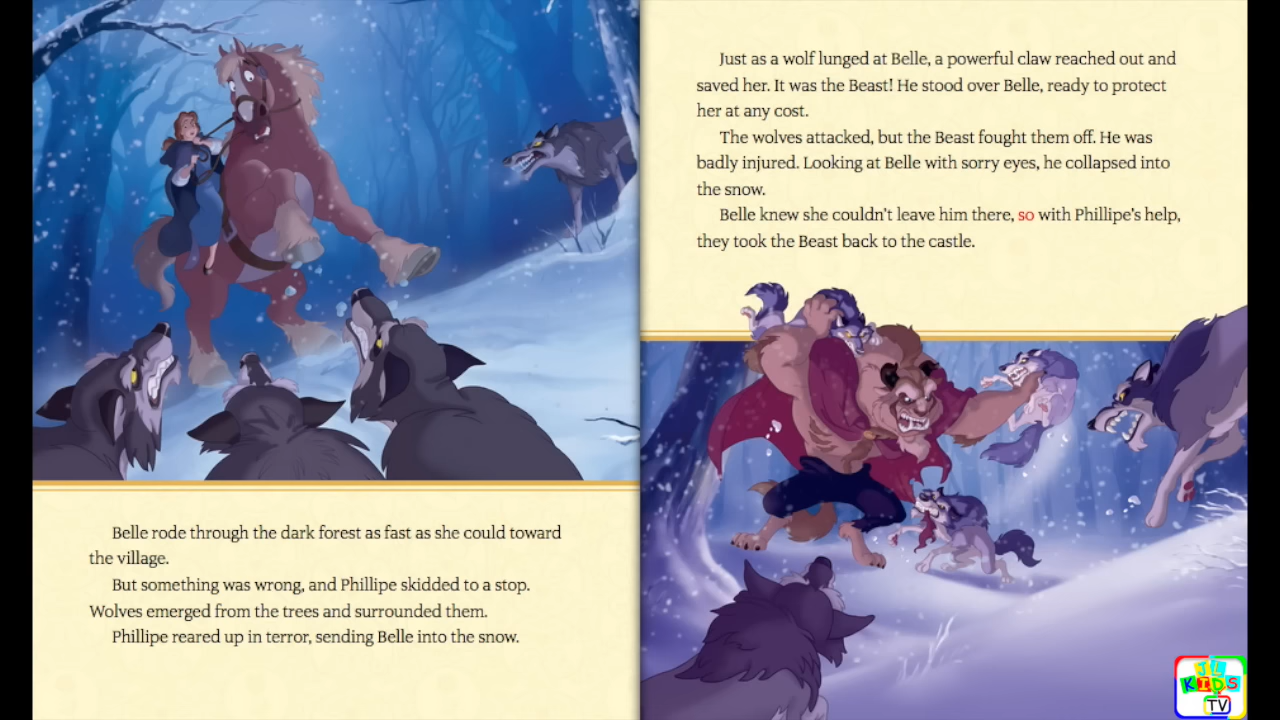 Belle rode through the dark forest as fast as she could toward
the village.
But something was wrong, and Phillipe skidded to a stop.
Wolves emerged from the trees and surrounded them.
Phillipe reared up in terror, sending Belle into the snow.
Just as a wolf lunged at Belle, a powerful claw reached out and
saved her. It was the Beast! He stood over Belle, ready to protect
her at any cost.
The wolves attacked, but the Beast fought them off. He was
badly injured. Looking at Belle with sorry eyes, he collapsed into
the snow.
Belle knew she couldn't leave him there, so with Phillipe's help,
they took the Beast back to the castle.
JL
KIDS
TV